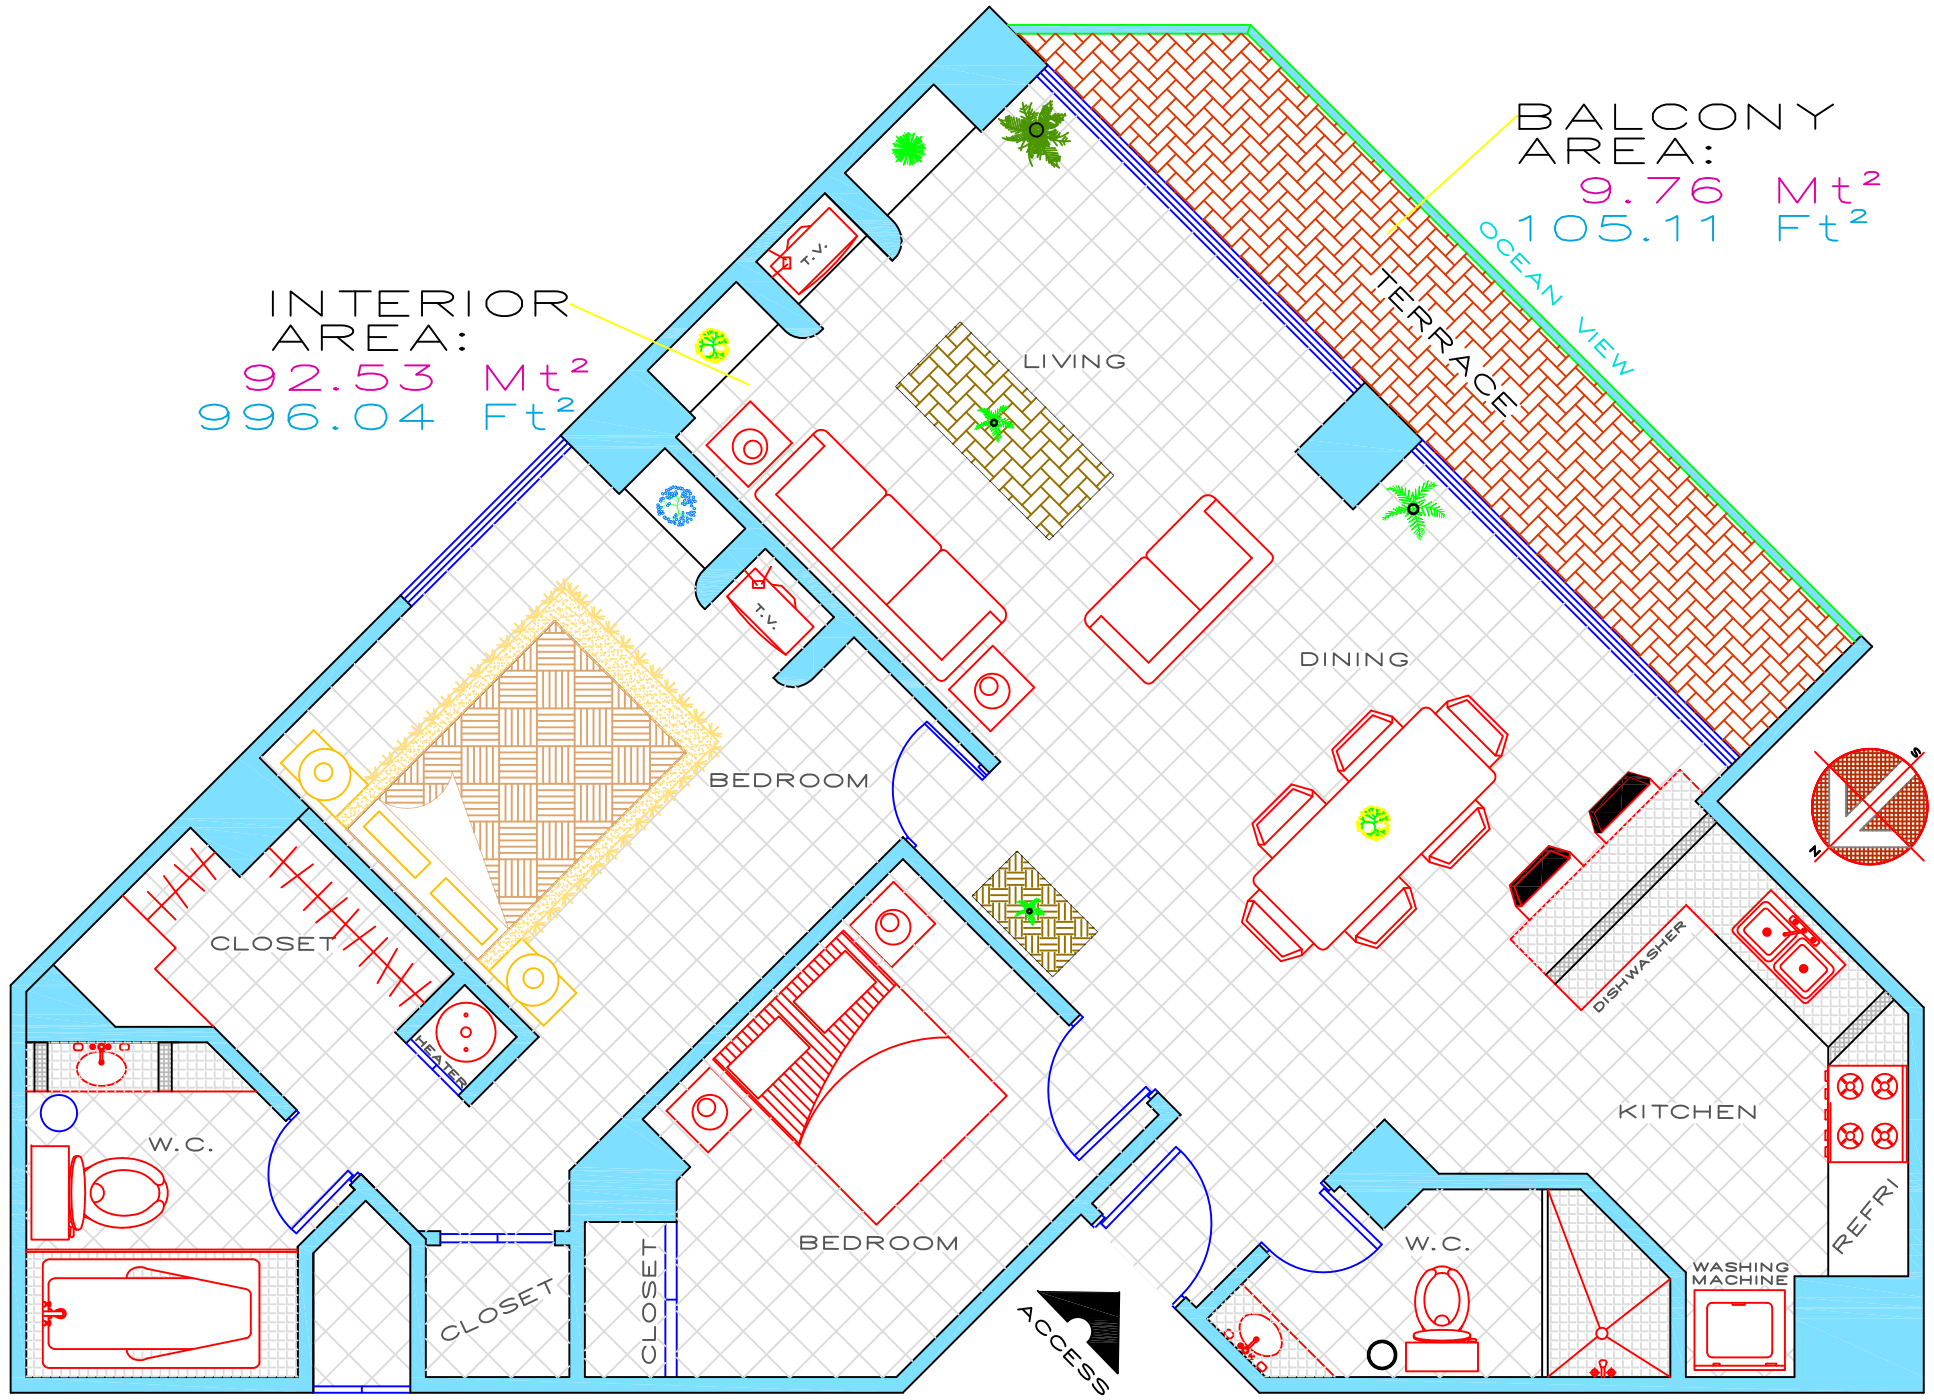 BALCONY
AREA:
9.76 Mt²
105.11 Ft²
OCEAN VIEW
TERRACE
INTERIOR
AREA:
92.53 Mt²
996.04 Ft²
T.V.
LIVING
T.V.
DINING
BEDROOM
S
N
CLOSET
DISHWASHER
HEATER
W.C.
KITCHEN
REFRI
BEDROOM
W.C.
WASHING
MACHINE
CLOSET
CLOSET
ACCESS